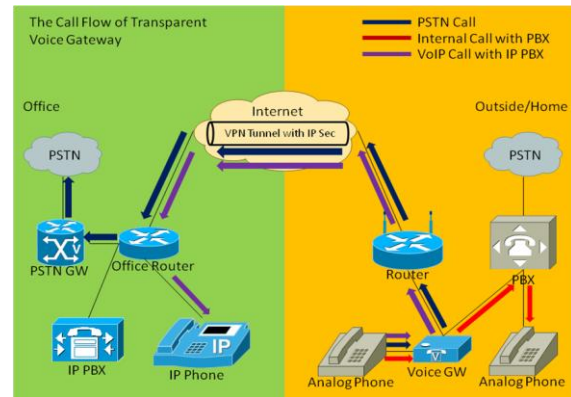 The Call Flow of Transparent
Voice Gateway
PSTN Call
Internal Call with PBX
VoIP Call with IP PBX
Office
Internet
Outside/Home
VPN Tunnel with IP Sec
PSTN
PSTN
V
PSTN GW
Office Router
Router
PBX
IP
V
IP PBX
IP Phone
Analog Phone
Voice GW
Analog Phone